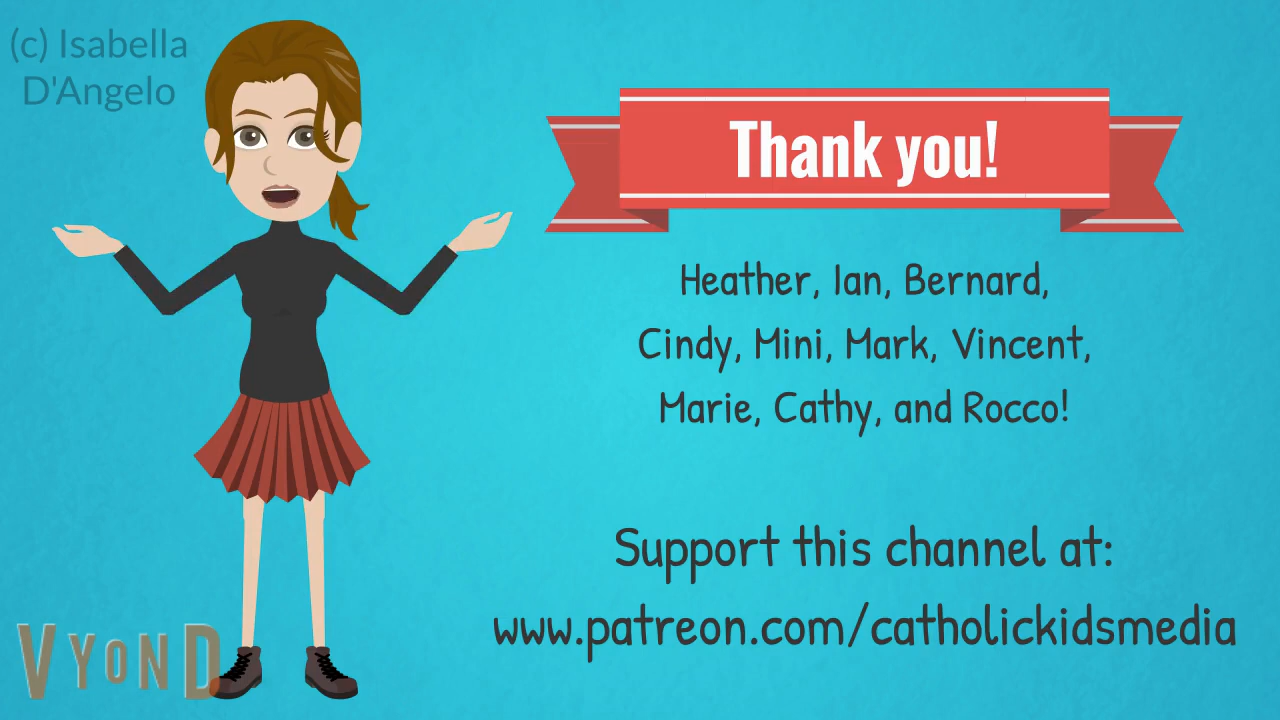 (c) Isabella
D'Angelo
Thank you!
Heather, Ian, Bernard,
Cindy, Mini, Mark, Vincent,
Marie, Cathy, and Rocco!
Support this channel at:
www.patreon.com/catholickidsmedia
VYOND